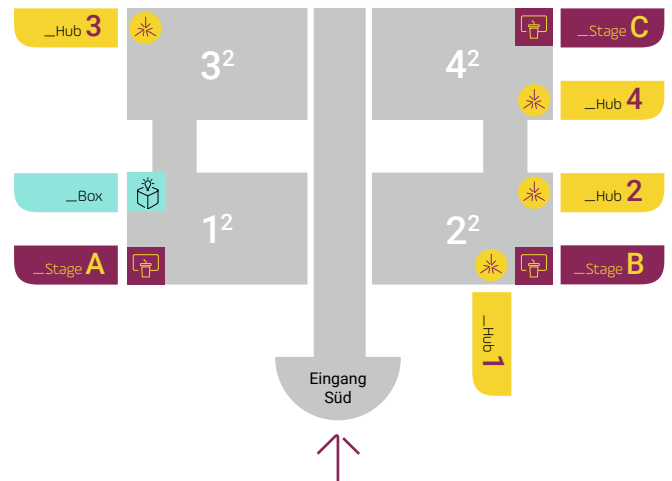 _Hub 3
_Stage C
3²
4²
_Hub 4
_Box
_Hub 2
1²
2²
_Stage A
_Stage B
_Hub 1
Eingang
Süd